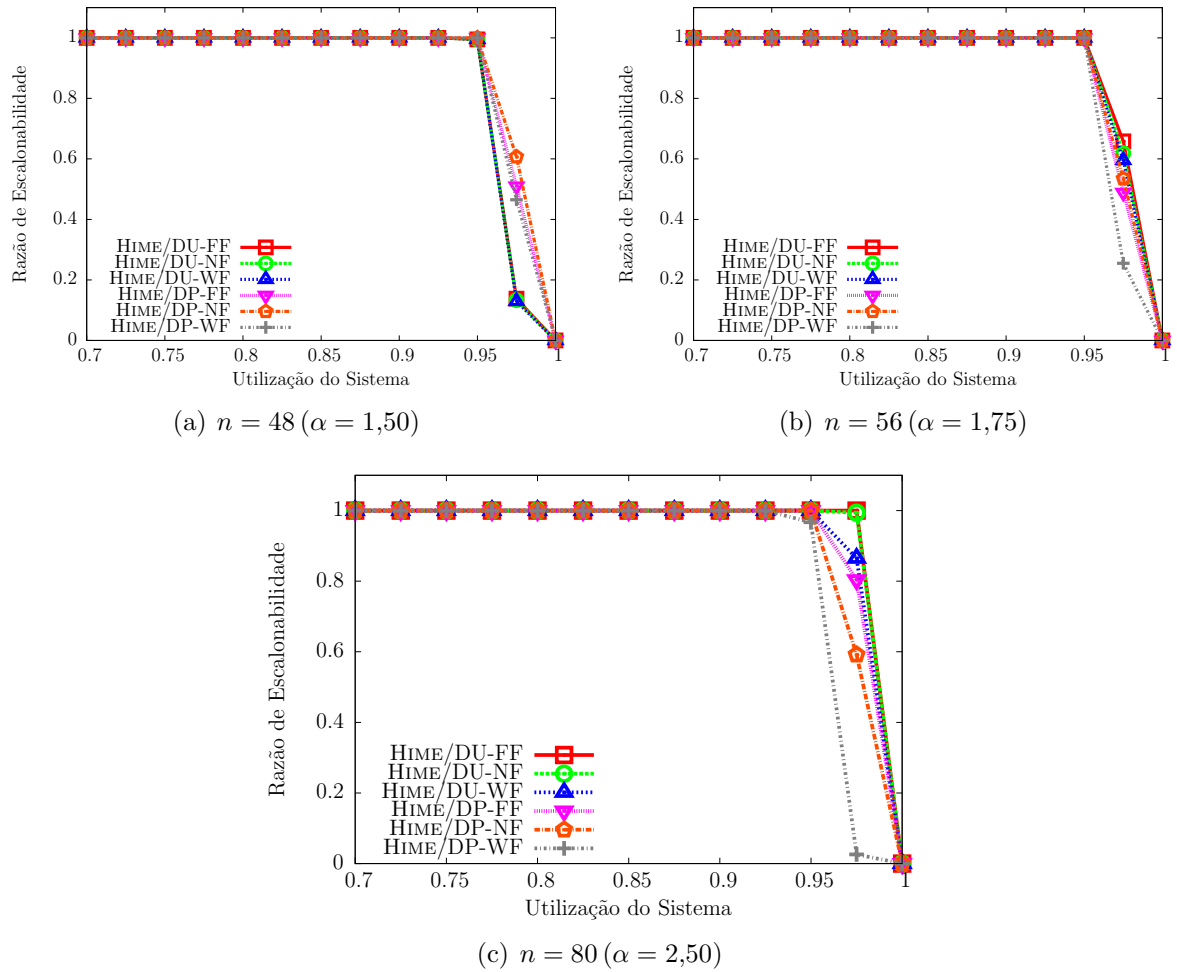 1
0.8
0.6
0.4
0.2
0
Razão de Escalonabilidade
HIME/DU-FF
HIME/DU-NF
HIME/DU-WF
HIME/DP-FF
HIME/DP-NF
HIME/DP-WF
0.7 0.75 0.8 0.85 0.9 0.95 1
Utilização do Sistema
(a) n = 48 (α = 1,50)
1
0.8
0.6
0.4
0.2
0
Razão de Escalonabilidade
HIME/DU-FF
HIME/DU-NF
HIME/DU-WF
HIME/DP-FF
HIME/DP-NF
HIME/DP-WF
0.7 0.75 0.8 0.85 0.9 0.95 1
Utilização do Sistema
(b) n = 56 (α = 1,75)
1
0.8
0.6
0.4
0.2
0
Razão de Escalonabilidade
HIME/DU-FF
HIME/DU-NF
HIME/DU-WF
HIME/DP-FF
HIME/DP-NF
HIME/DP-WF
0.7 0.75 0.8 0.85 0.9 0.95 1
Utilização do Sistema
(c) n = 80 (α = 2,50)